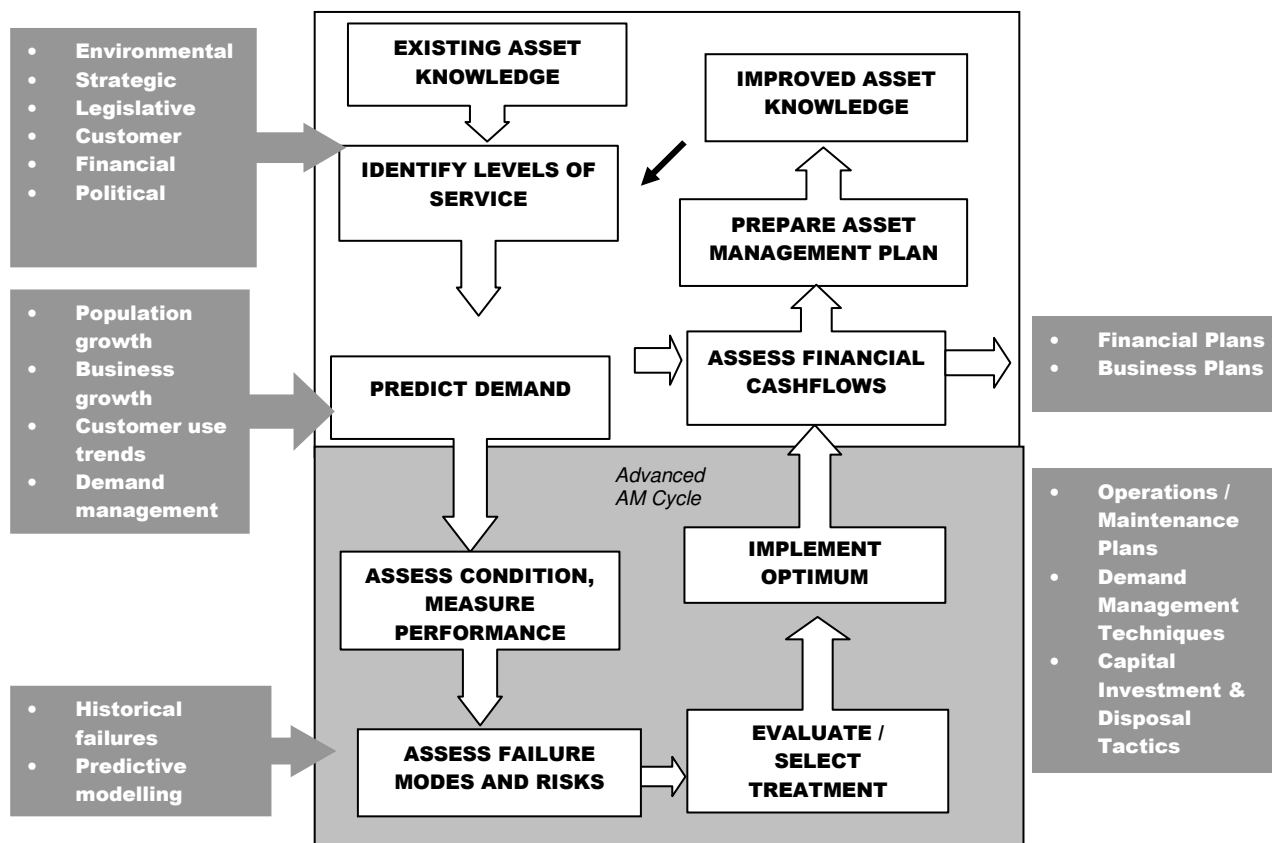 • Environmental
• Strategic
• Legislative
• Customer
• Financial
• Political
EXISTING ASSET
KNOWLEDGE
IDENTIFY LEVELS OF
SERVICE
IMPROVED ASSET
KNOWLEDGE
PREPARE ASSET
MANAGEMENT PLAN
• Population
growth
• Business
growth
• Customer use
trends
• Demand
management
PREDICT DEMAND
ASSESS FINANCIAL
CASHFLOWS
• Financial Plans
• Business Plans
Advanced
AM Cycle
ASSESS CONDITION,
MEASURE
PERFORMANCE
IMPLEMENT
OPTIMUM
• Operations /
Maintenance
Plans
• Demand
Management
Techniques
• Capital
Investment &
Disposal
Tactics
• Historical
failures
• Predictive
modelling
ASSESS FAILURE
MODES AND RISKS
EVALUATE /
SELECT
TREATMENT